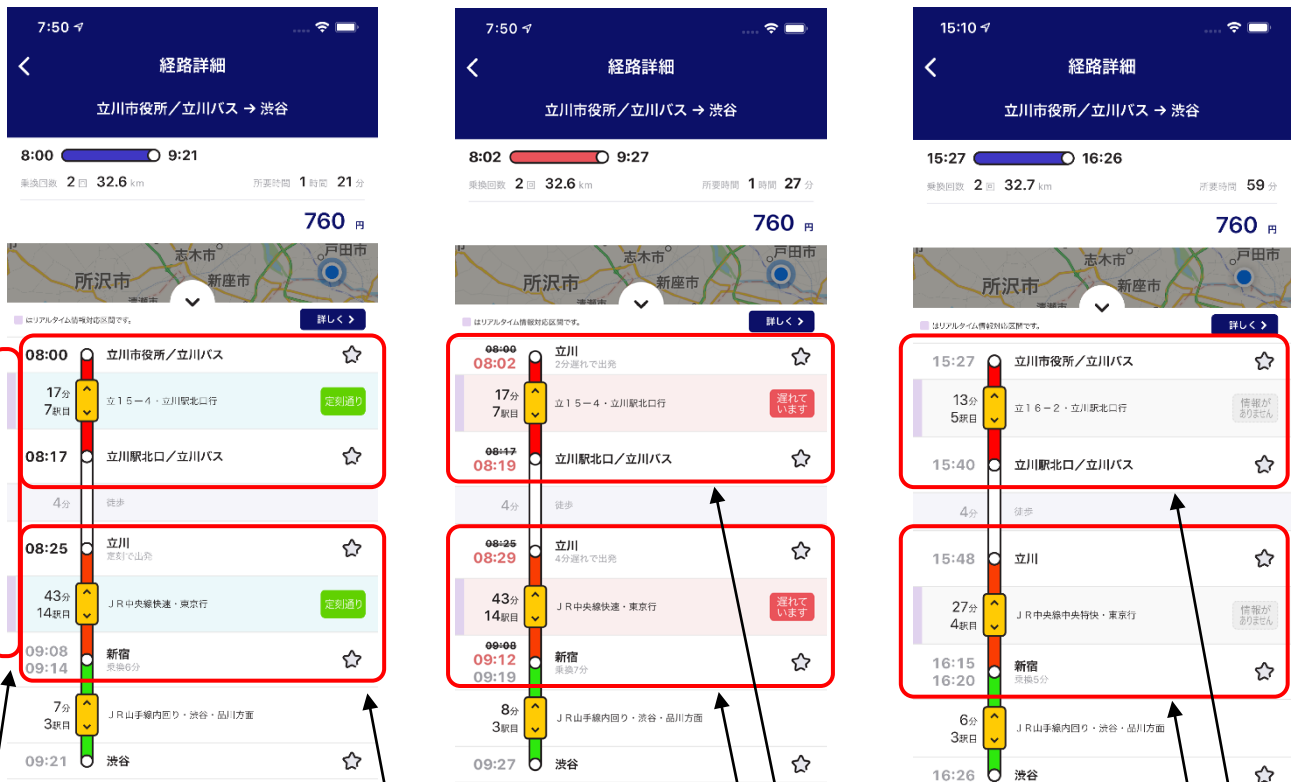 7:50
経路詳細
立川市役所／立川バス → 渋谷
8:00 9:21
乗換回数 2 回 32.6 km 所要時間 1 時間 21 分
760 円
志木市 戸田市
所沢市 新座市
清瀬市
はリアルタイム情報対応区間です。 詳しく
08:00 立川市役所／立川バス
17分 7駅目 立１５−４・立川駅北口行 定刻通り
08:17 立川駅北口／立川バス
4分 徒歩
08:25 立川
定刻で出発
43分 14駅目 ＪＲ中央線快速・東京行 定刻通り
09:08 新宿
09:14 乗換6分
7分 3駅目 ＪＲ山手線内回り・渋谷・品川方面
09:21 渋谷
7:50
経路詳細
立川市役所／立川バス → 渋谷
8:02 9:27
乗換回数 2 回 32.6 km 所要時間 1 時間 27 分
760 円
志木市 戸田市
所沢市 新座市
清瀬市
はリアルタイム情報対応区間です。 詳しく
08:00 立川
08:02 2分遅れで出発
17分 7駅目 立１５−４・立川駅北口行 遅れています
08:17
08:19 立川駅北口／立川バス
4分 徒歩
08:25 立川
08:29 4分遅れで出発
43分 14駅目 ＪＲ中央線快速・東京行 遅れています
09:08
09:12 新宿
09:19 乗換7分
8分 3駅目 ＪＲ山手線内回り・渋谷・品川方面
09:27 渋谷
15:10
経路詳細
立川市役所／立川バス → 渋谷
15:27 16:26
乗換回数 2 回 32.7 km 所要時間 59 分
760 円
志木市 戸田市
所沢市 新座市
清瀬市
はリアルタイム情報対応区間です。 詳しく
15:27 立川市役所／立川バス
13分 5駅目 立１６−２・立川駅北口行 情報がありません
15:40 立川駅北口／立川バス
4分 徒歩
15:48 立川
27分 4駅目 ＪＲ中央線中央特快・東京行 情報がありません
16:15 新宿
16:20 乗換5分
6分 3駅目 ＪＲ山手線内回り・渋谷・品川方面
16:26 渋谷